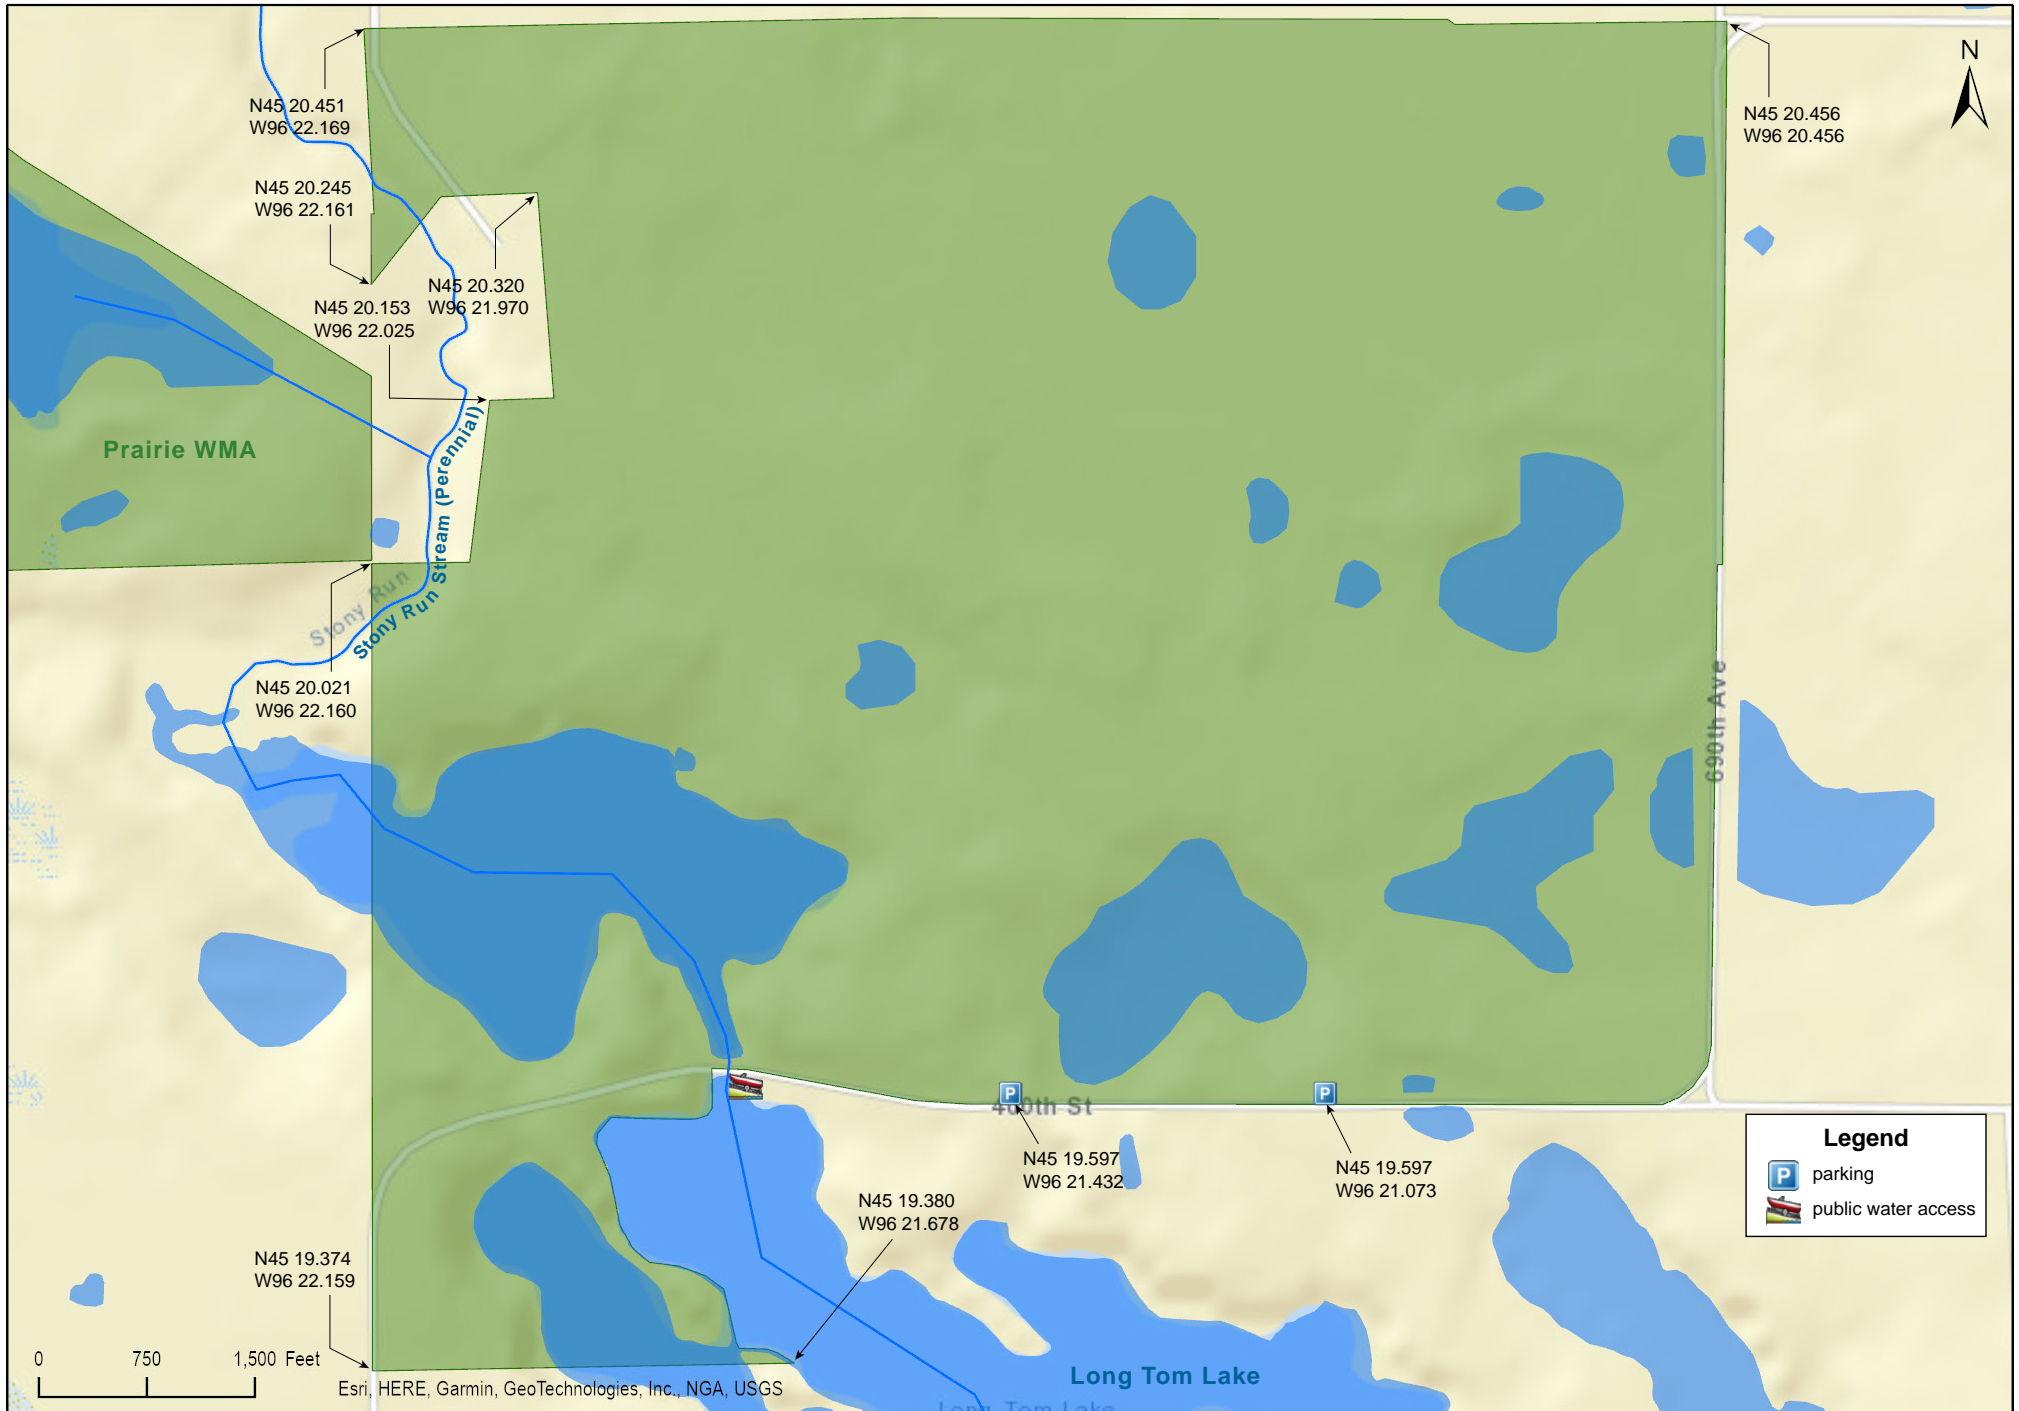 N
N45 20.451
W96 22.169
N45 20.456
W96 20.456
N45 20.245
W96 22.161
N45 20.320
W96 21.970
N45 20.153
W96 22.025
Prairie WMA
Stony Run Stream (Perennial)
Stony Run
N45 20.021
W96 22.160
690th Ave
P
P
460th St
N45 19.597
W96 21.432
N45 19.597
W96 21.073
Legend
P parking
public water access
N45 19.380
W96 21.678
N45 19.374
W96 22.159
0 750 1,500 Feet
Esri, HERE, Garmin, GeoTechnologies, Inc., NGA, USGS
Long Tom Lake
Long Tom Lake